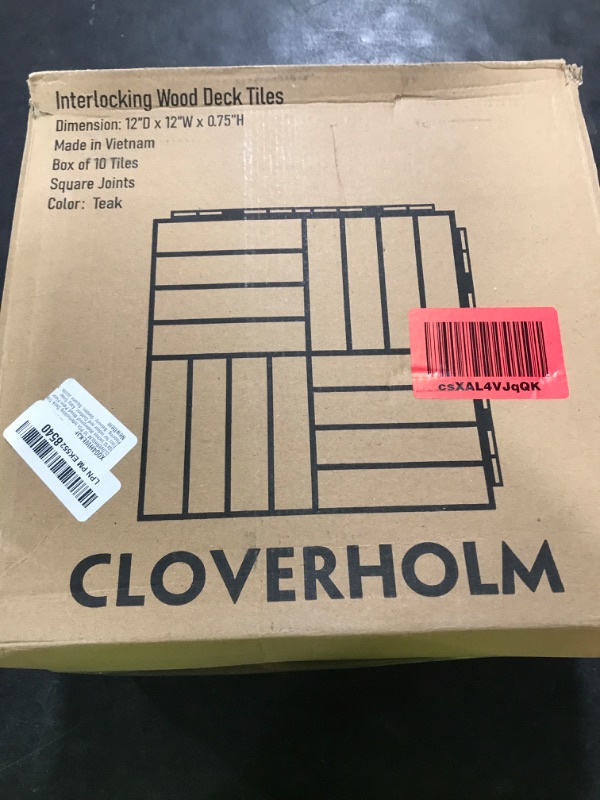 Interlocking Wood Deck Tiles
Dimension: 12"D x 12"W x 0.75"H
Made in Vietnam
Box of 10 Tiles
Square Joints
Color: Teak
csXAL4VJqQK
LPN PM EK5528540
CLOVERHOLM